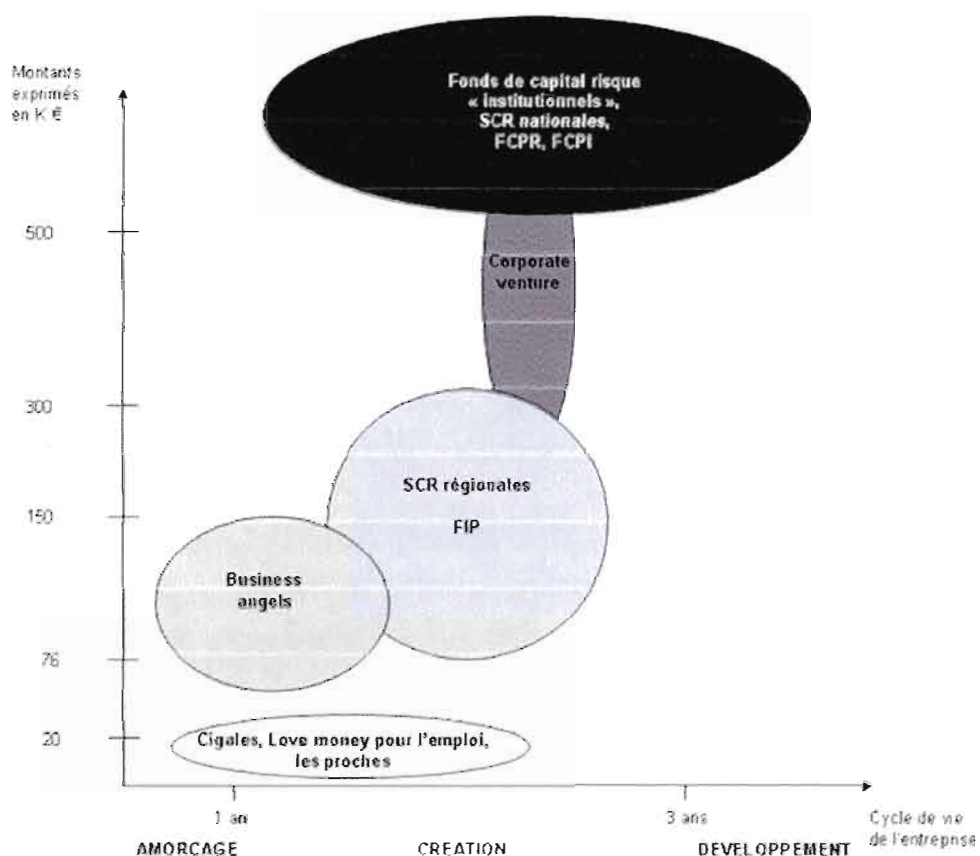 Montants
exprimés
en K €
Fonds de capital risque
« institutionnels »,
SCR nationales,
FCPR, FCPI
500
Corporate
venture
300
SCR régionales
150
FIP
Business
angels
76
20
Cigales, Love money pour l'emploi,
les proches
1 an
3 ans
Cycle de vie
de l'entreprise
AMORCAGE
CREATION
DEVELOPPEMENT